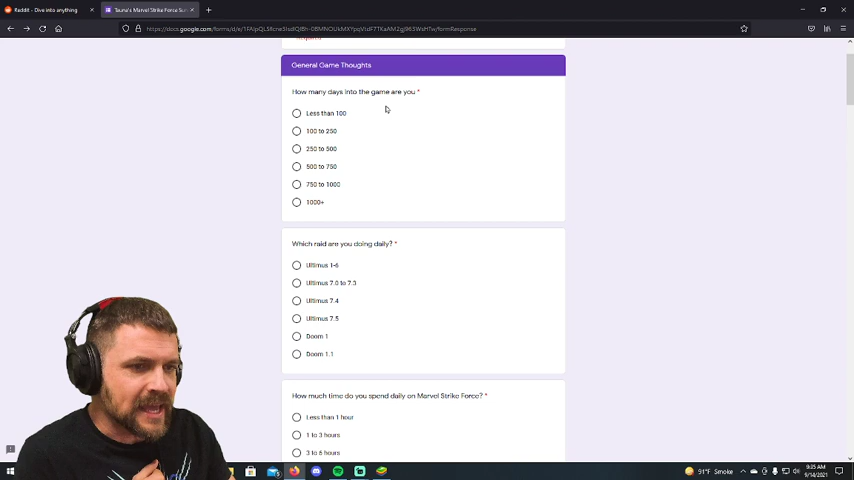 Reddit - Dive into anything
Tauna's Marvel Strike Force Sur
General Game Thoughts
How many days into the game are you *
Less than 100
100 to 250
250 to 500
500 to 750
750 to 1000
1000+
Which raid are you doing daily? *
Ultimus 1-6
Ultimus 7.0 to 7.3
Ultimus 7.4
Ultimus 7.5
Doom 1
Doom 1.1
How much time do you spend daily on Marvel Strike Force? *
Less than 1 hour
1 to 3 hours
3 to 6 hours
91°F Smoke
9:35 AM
9/14/2021